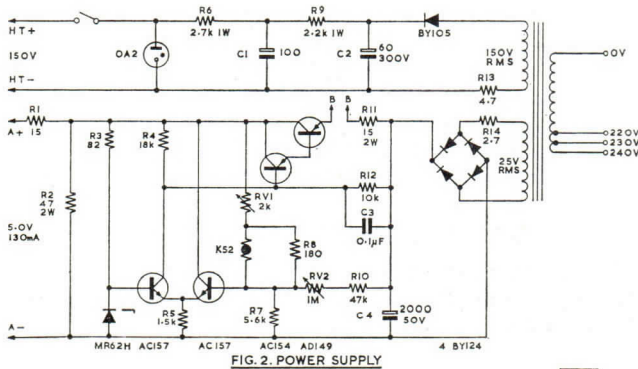 HT+
150V
HT-
OA2
R6
2.7k 1W
C1
100
R9
2.2k 1W
C2
60
300V
BY105
150V
RMS
R13
4.7
0V
220V
230V
240V
R1
A+
15
R2
47
2W
5.0V
130mA
A-
R3
82
R4
18k
B B
R11
15
2W
R12
10k
C3
0.1µF
R14
2.7
25V
RMS
RV1
2k
K52
R8
180
RV2
1M
R10
47k
C4
2000
50V
R5
1.5k
R7
5.6k
MR62H AC157 AC157 AC154 AD149 4 BY124
FIG. 2. POWER SUPPLY